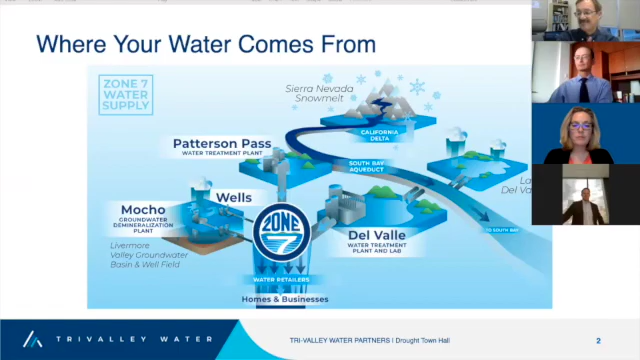 Where Your Water Comes From
ZONE 7
WATER
SUPPLY
Sierra Nevada
Snowmelt
CALIFORNIA
DELTA
Patterson Pass
WATER TREATMENT PLANT
SOUTH BAY
AQUEDUCT
La
Del Val
Wells
Mocho
GROUNDWATER
DEMINERALIZATION
PLANT
Livermore
Valley Groundwater
Basin & Well Field
ZONE
7
Del Valle
WATER TREATMENT
PLANT AND LAB
TO SOUTH BAY
WATER RETAILERS
Homes & Businesses
TRIVALLEY WATER
TRI-VALLEY WATER PARTNERS | Drought Town Hall
2